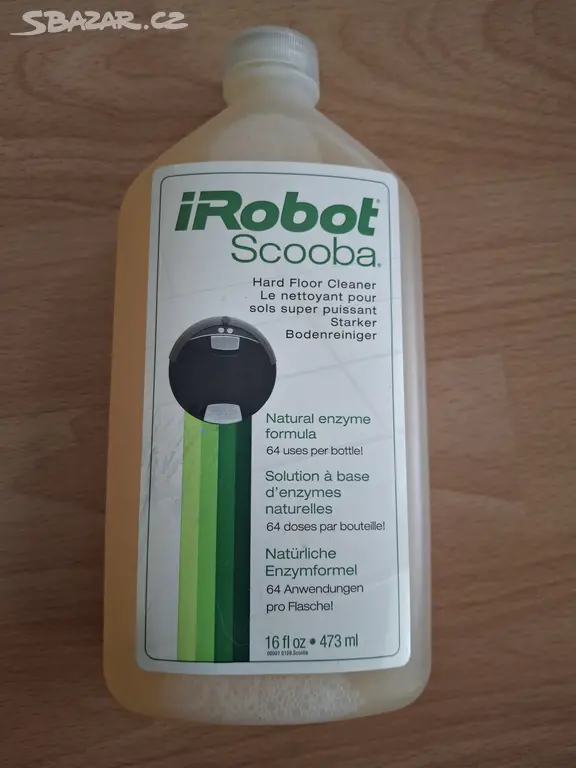 SBAZAR.CZ
iRobot®
Scooba®
Hard Floor Cleaner
Le nettoyant pour
sols super puissant
Starker
Bodenreiniger
Natural enzyme
formula
64 uses per bottle!
Solution à base
d'enzymes
naturelles
64 doses par bouteille!
Natürliche
Enzymformel
64 Anwendungen
pro Flasche!
16 fl oz • 473 ml